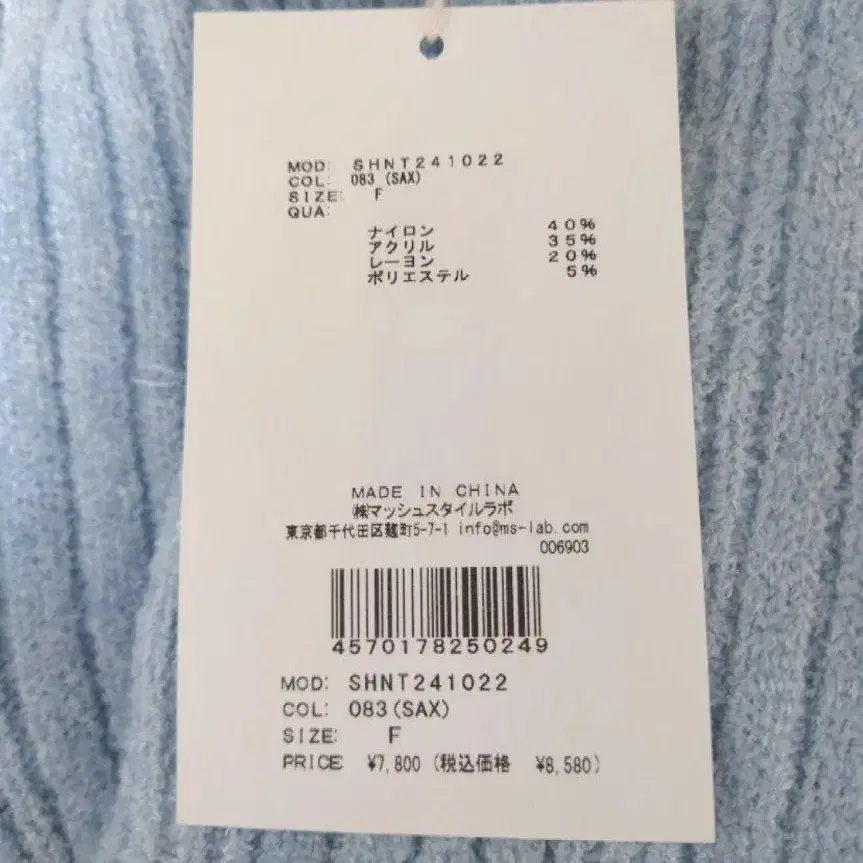 MOD: SHNT241022
COL: 083 (SAX)
SIZE: F
QUA:
ナイロン 40%
アクリル 35%
レーヨン 20%
ポリエステル 5%
MADE IN CHINA
㈱マッシュスタイルラボ
東京都千代田区麹町5-7-1 info@ms-lab.com
006903
4570178250249
MOD: SHNT241022
COL: 083(SAX)
SIZE: F
PRICE: ¥7,800 (税込価格 ¥8,580)